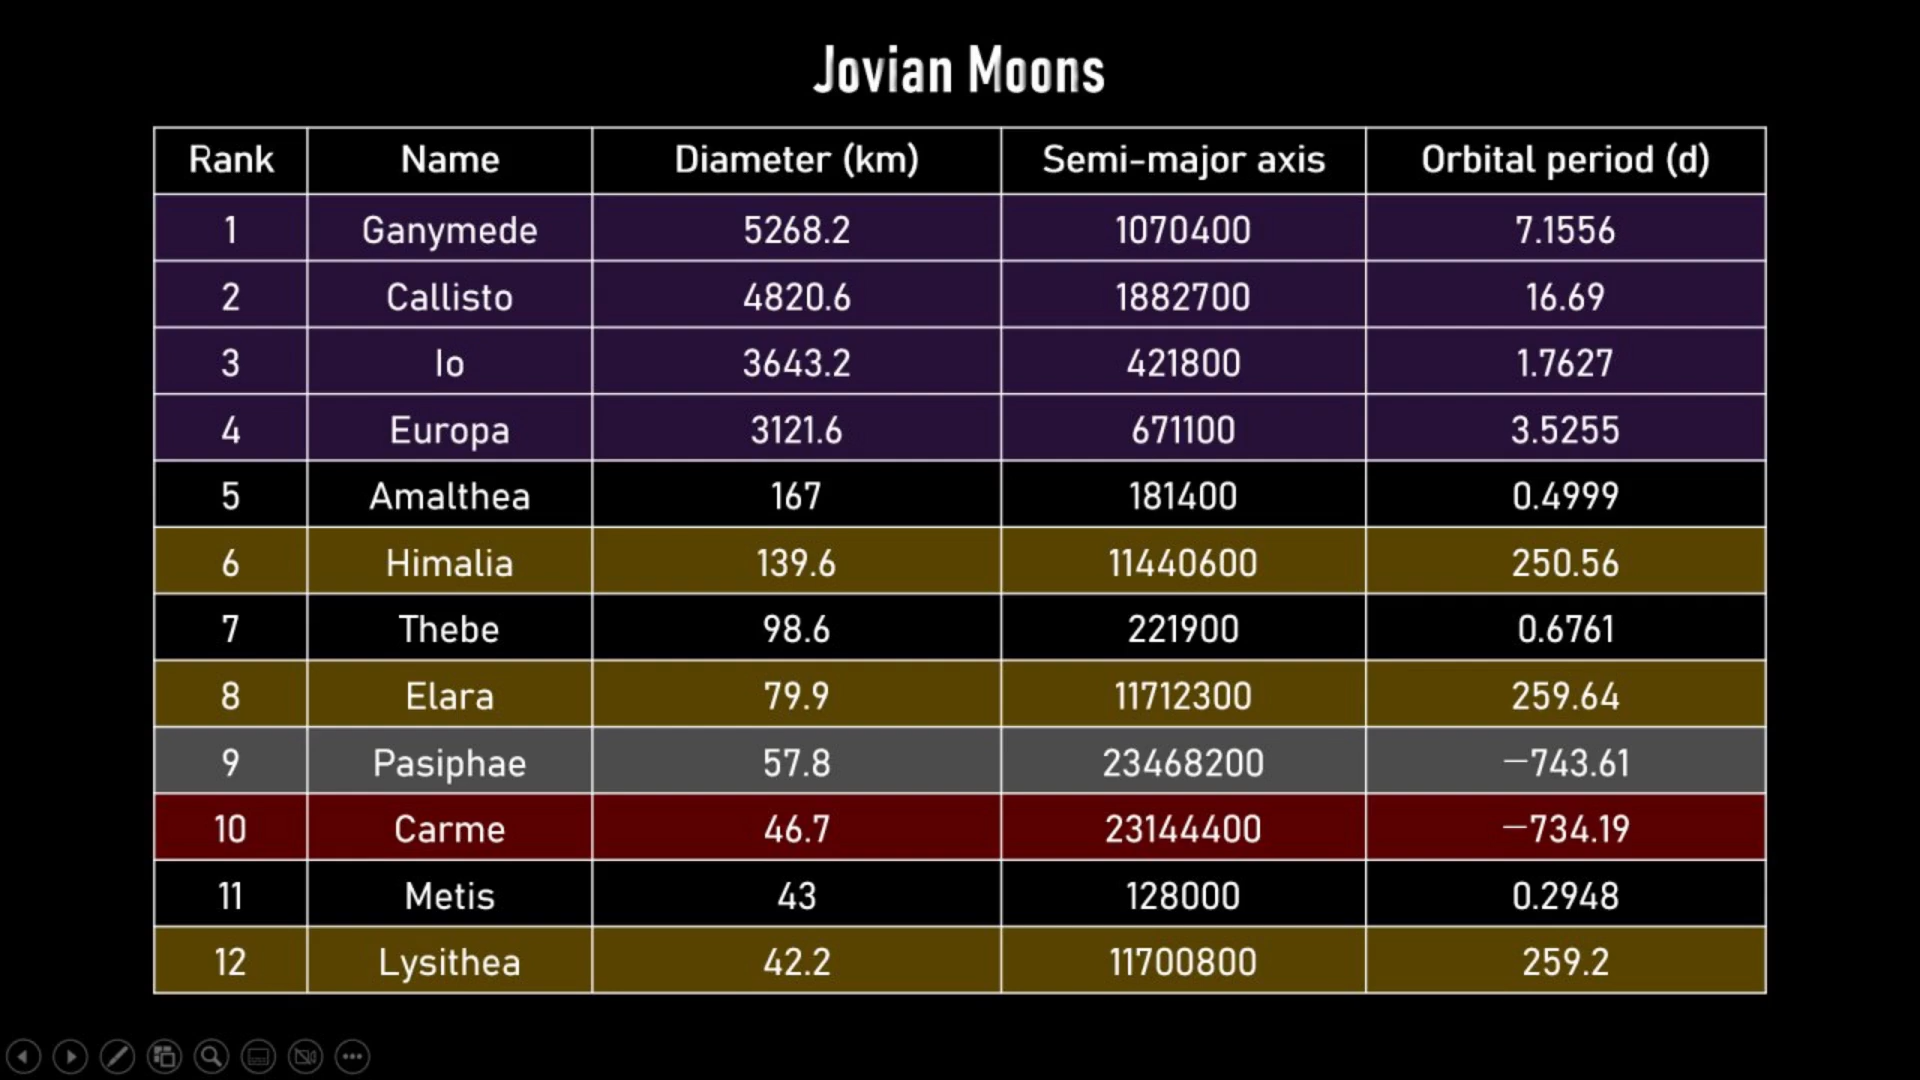 Jovian Moons
Rank Name Diameter (km) Semi-major axis Orbital period (d)
1 Ganymede 5268.2 1070400 7.1556
2 Callisto 4820.6 1882700 16.69
3 Io 3643.2 421800 1.7627
4 Europa 3121.6 671100 3.5255
5 Amalthea 167 181400 0.4999
6 Himalia 139.6 11440600 250.56
7 Thebe 98.6 221900 0.6761
8 Elara 79.9 11712300 259.64
9 Pasiphae 57.8 23468200 −743.61
10 Carme 46.7 23144400 −734.19
11 Metis 43 128000 0.2948
12 Lysithea 42.2 11700800 259.2